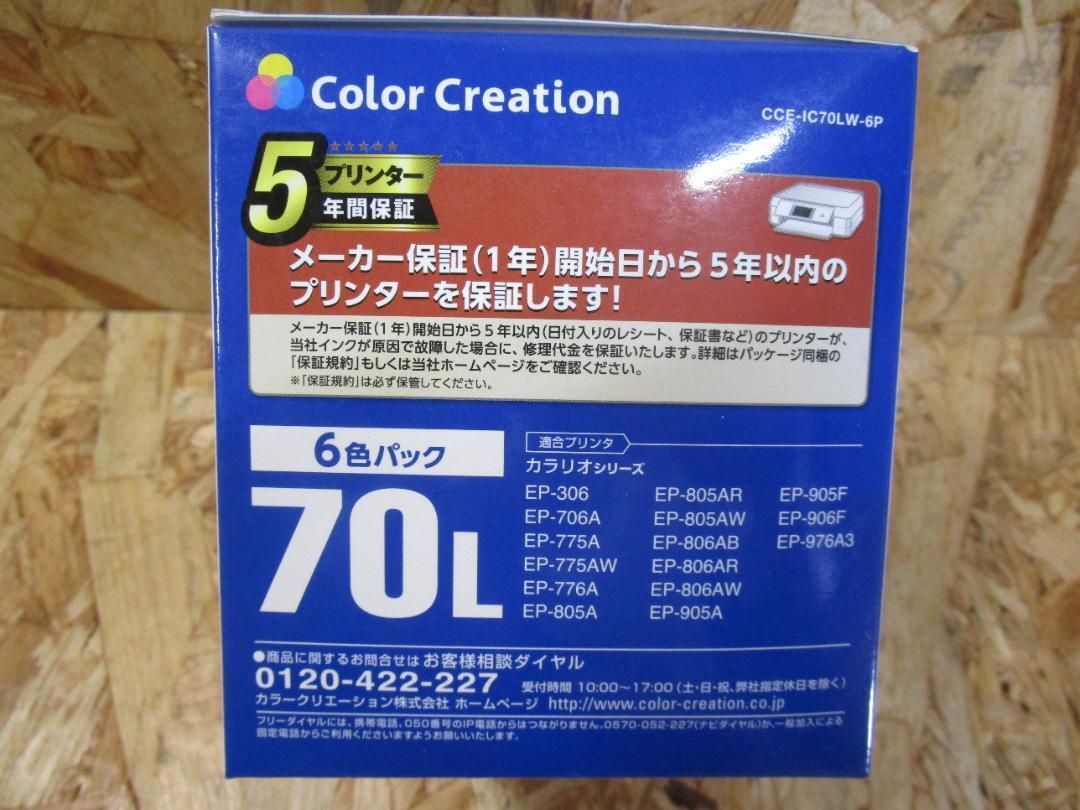 Color Creation
CCE-IC70LW-6P
5
プリンター
年間保証
メーカー保証(1年)開始日から5年以内の
プリンターを保証します!
メーカー保証(1年)開始日から5年以内(日付入りのレシート、保証書など)のプリンターが、
当社インクが原因で故障した場合に、修理代金を保証いたします。詳細はパッケージ同梱の
「保証規約」もしくは当社ホームページをご確認ください。
※「保証規約」は必ず保管してください。
6色パック
70L
適合プリンタ
カラリオシリーズ
EP-306
EP-706A
EP-775A
EP-775AW
EP-776A
EP-805A
EP-805AR
EP-805AW
EP-806AB
EP-806AR
EP-806AW
EP-905A
EP-905F
EP-906F
EP-976A3
●商品に関するお問合せは お客様相談ダイヤル
0120-422-227 受付時間 10:00〜17:00(土・日・祝、弊社指定休日を除く)
カラークリエーション株式会社 ホームページ http://www.color-creation.co.jp
フリーダイヤルには、携帯電話、050番号のIP電話からはつながりません。0570-052-227(ナビダイヤル)か、一般加入による
固定電話からご利用くださいますようお願いいたします。